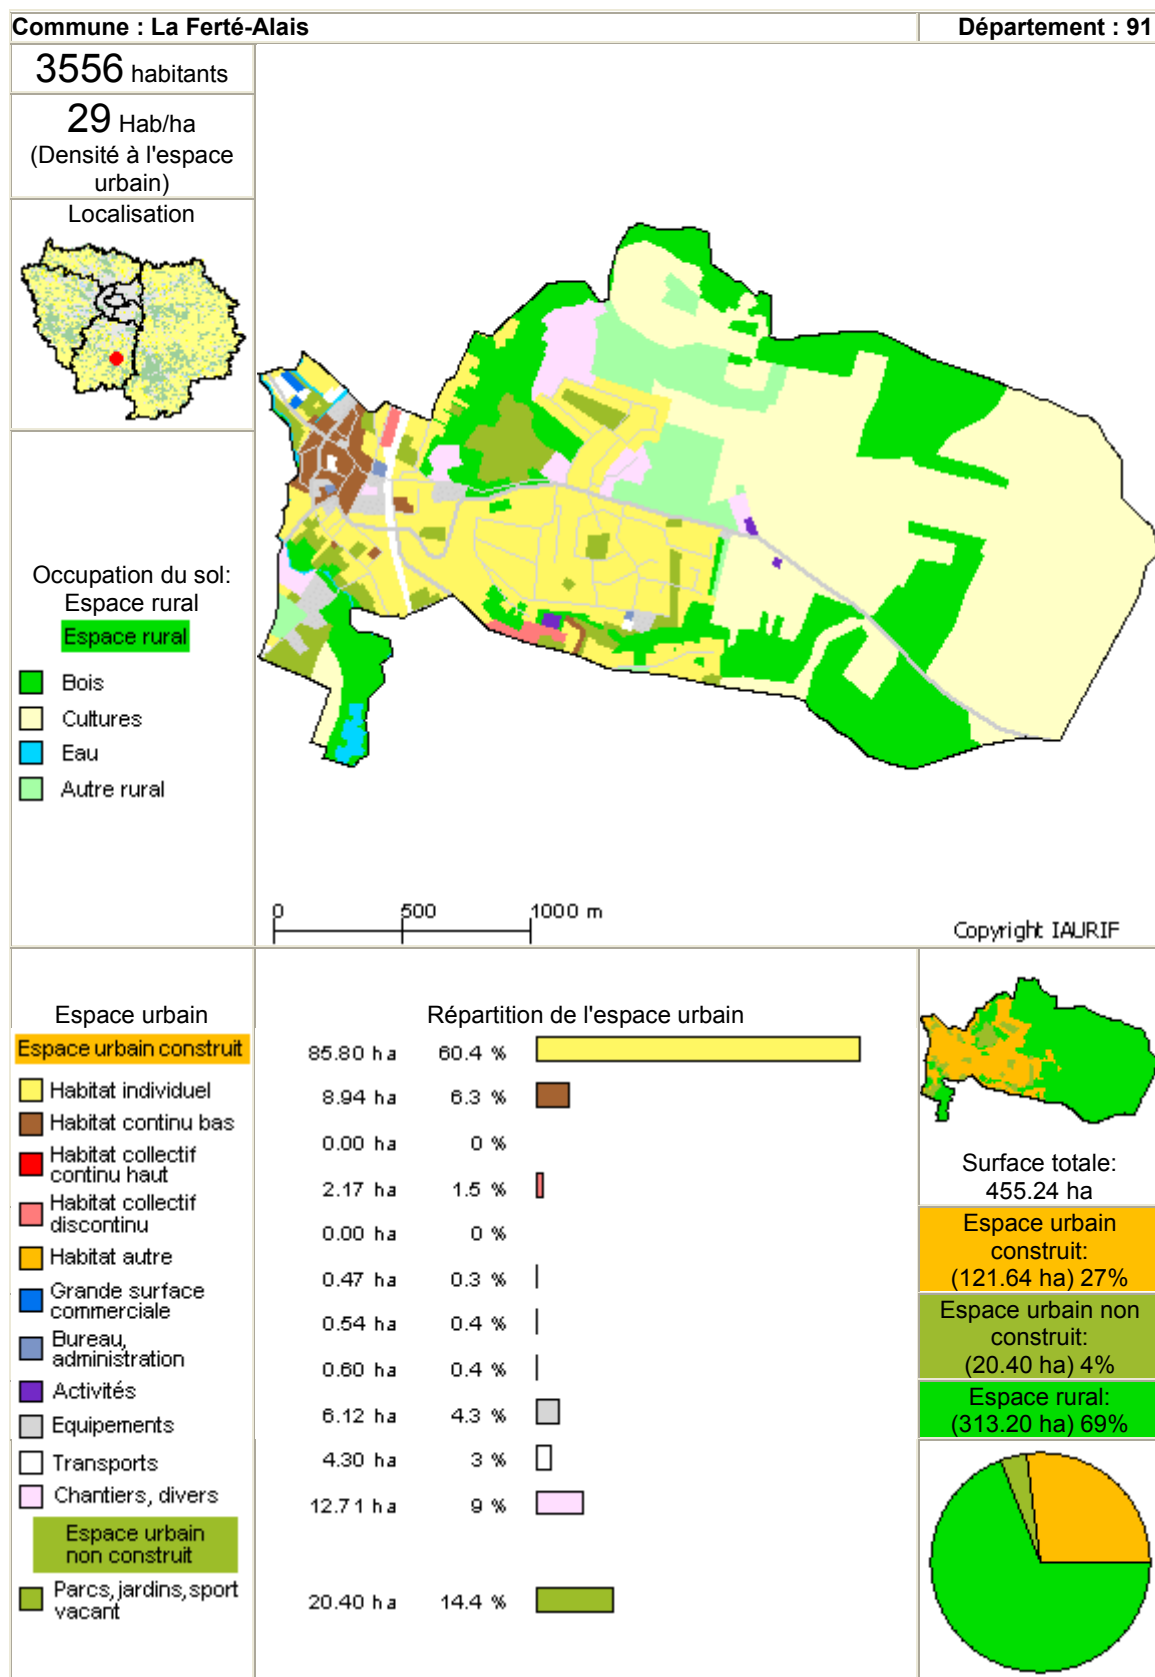 Commune : La Ferté-Alais
Département : 91
3556 habitants
29 Hab/ha
(Densité à l'espace
urbain)
Localisation
Occupation du sol:
Espace rural
Espace rural
Bois
Cultures
Eau
Autre rural
0 500 1000 m
Copyright IAURIF
Espace urbain
Espace urbain construit
Habitat individuel
Habitat continu bas
Habitat collectif
continu haut
Habitat collectif
discontinu
Habitat autre
Grande surface
commerciale
Bureau,
administration
Activités
Equipements
Transports
Chantiers, divers
Espace urbain
non construit
Parcs, jardins, sport
vacant
Répartition de l'espace urbain
85.80 ha 60.4 %
8.94 ha 6.3 %
0.00 ha 0 %
2.17 ha 1.5 %
0.00 ha 0 %
0.47 ha 0.3 %
0.54 ha 0.4 %
0.60 ha 0.4 %
6.12 ha 4.3 %
4.30 ha 3 %
12.71 ha 9 %
20.40 ha 14.4 %
Surface totale:
455.24 ha
Espace urbain
construit:
(121.64 ha) 27%
Espace urbain non
construit:
(20.40 ha) 4%
Espace rural:
(313.20 ha) 69%